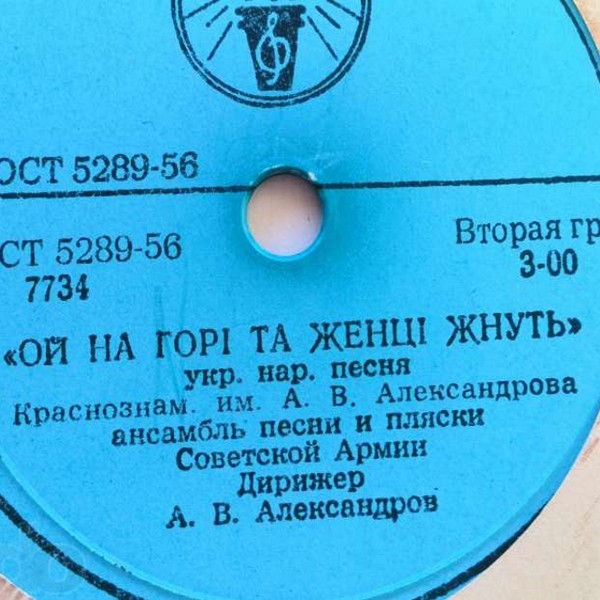 ОСТ 5289-56
СТ 5289-56
Вторая гр
7734
3-00
«ОЙ НА ГОРІ ТА ЖЕНЦІ ЖНУТЬ»
укр. нар. песня
Краснознам. им. А. В. Александрова
ансамбль песни и пляски
Советской Армии
Дирижер
А. В. Александров